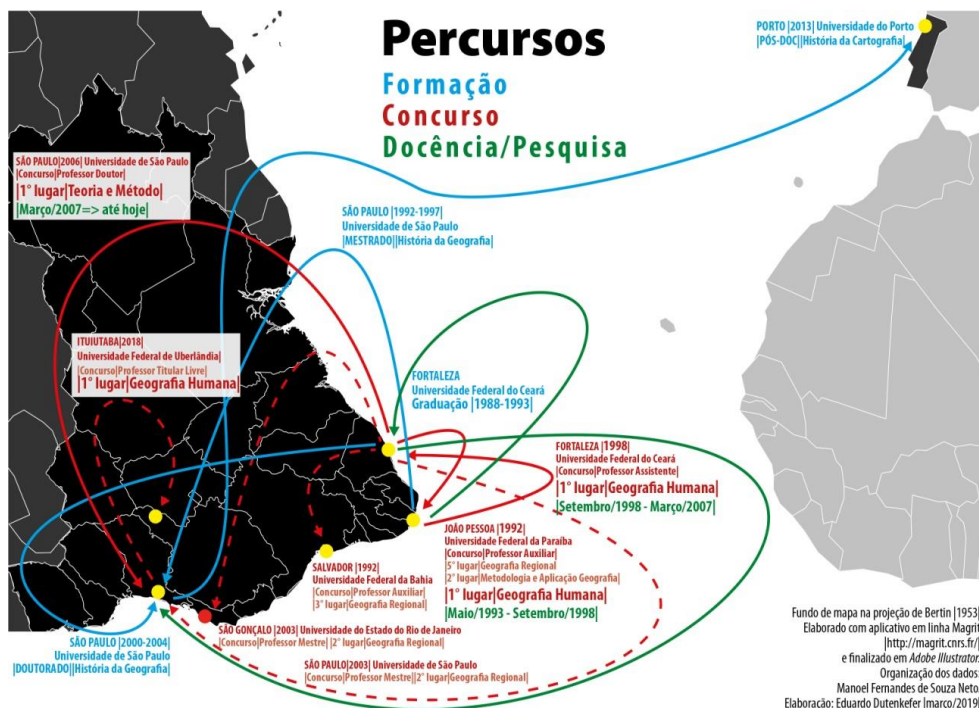 Percursos
Formação
Concurso
Docência/Pesquisa
PORTO |2013| Universidade do Porto
|PÓS-DOC||História da Cartografia|
SÃO PAULO|2006| Universidade de São Paulo
|Concurso|Professor Doutor|
|1° lugar|Teoria e Método|
|Março/2007=> até hoje|
SÃO PAULO |1992-1997|
Universidade de São Paulo
|MESTRADO||História da Geografia|
ITUIUTABA|2018|
Universidade Federal de Uberlândia|
|Concurso|Professor Titular Livre|
|1° lugar|Geografia Humana|
FORTALEZA
Universidade Federal do Ceará
Graduação |1988-1993|
FORTALEZA |1998|
Universidade Federal do Ceará
|Concurso|Professor Assistente|
|1° lugar|Geografia Humana|
|Setembro/1998 - Março/2007|
JOÃO PESSOA |1992|
Universidade Federal da Paraíba
|Concurso|Professor Auxiliar|
5° lugar|Geografia Regional
2° lugar|Metodologia e Aplicação Geografia|
|1° lugar|Geografia Humana|
|Maio/1993 - Setembro/1998|
SALVADOR |1992|
Universidade Federal da Bahia
|Concurso|Professor Auxiliar|
|3° lugar|Geografia Regional|
SÃO GONÇALO |2003| Universidade do Estado do Rio de Janeiro
|Concurso|Professor Mestre| |2° lugar|Geografia Regional|
SÃO PAULO|2003| Universidade de São Paulo
|Concurso|Professor Mestre||2° lugar|Geografia Regional|
SÃO PAULO |2000-2004|
Universidade de São Paulo
|DOUTORADO||História da Geografia|
Fundo de mapa na projeção de Bertin |1953|
Elaborado com aplicativo em linha Magrit
|http://magrit.cnrs.fr/|
e finalizado em Adobe Illustrator.
Organização dos dados:
Manoel Fernandes de Souza Neto.
Elaboração: Eduardo Dutenkefer |março/2019|